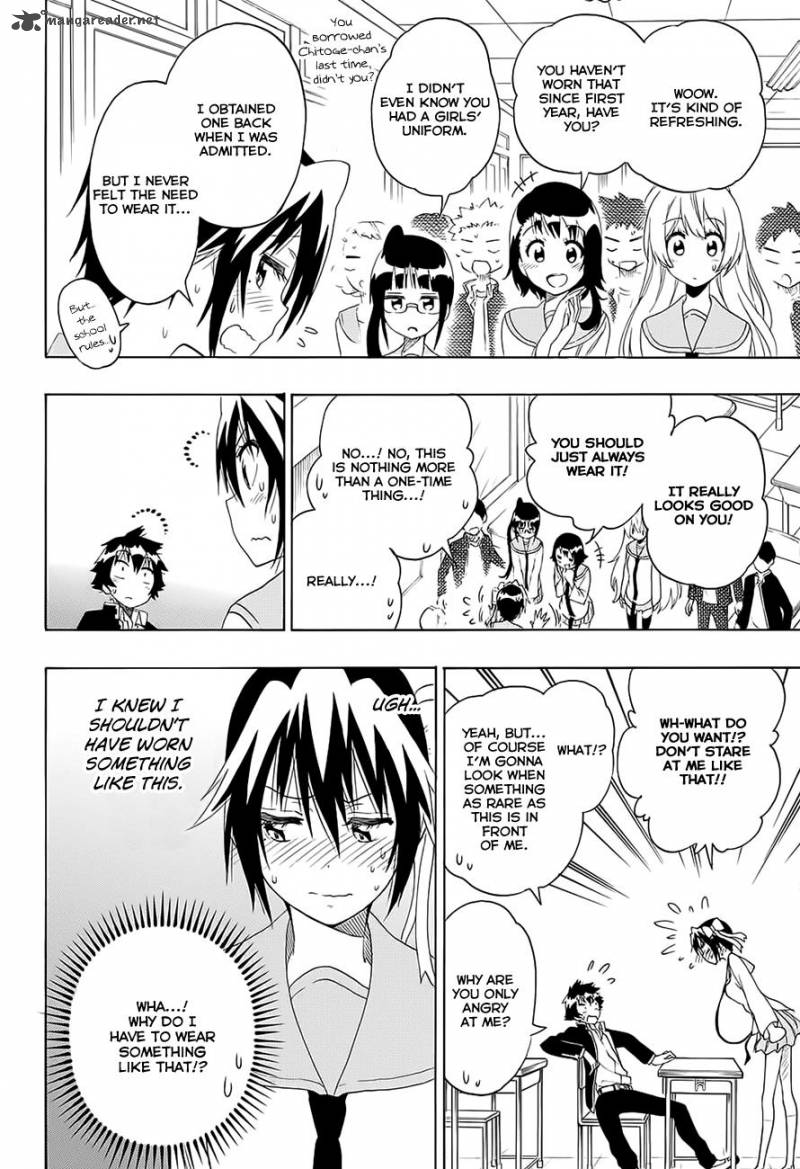 mangareader.net
WOOW.
IT'S KIND OF
REFRESHING.
YOU HAVEN'T
WORN THAT
SINCE FIRST
YEAR, HAVE
YOU?
I DIDN'T
EVEN KNOW YOU
HAD A GIRLS'
UNIFORM.
You
borrowed
Chitoge-chan's
last time,
didn't you?
I OBTAINED
ONE BACK
WHEN I WAS
ADMITTED.
BUT I NEVER
FELT THE NEED
TO WEAR IT...
But...
the
school
rules...
IT REALLY
LOOKS GOOD
ON YOU!
YOU SHOULD
JUST ALWAYS
WEAR IT!
NO...! NO, THIS
IS NOTHING MORE
THAN A ONE-TIME
THING...!
REALLY...!
WH-WHAT DO
YOU WANT!?
DON'T STARE
AT ME LIKE
THAT!!
WHAT!?
YEAH, BUT...
OF COURSE
I'M GONNA
LOOK WHEN
SOMETHING
AS RARE AS
THIS IS IN
FRONT
OF ME.
WHY ARE
YOU ONLY
ANGRY
AT ME?
UGH...
I KNEW I
SHOULDN'T
HAVE WORN
SOMETHING
LIKE THIS.
WHA...!
WHY DO I
HAVE TO WEAR
SOMETHING
LIKE THAT!?